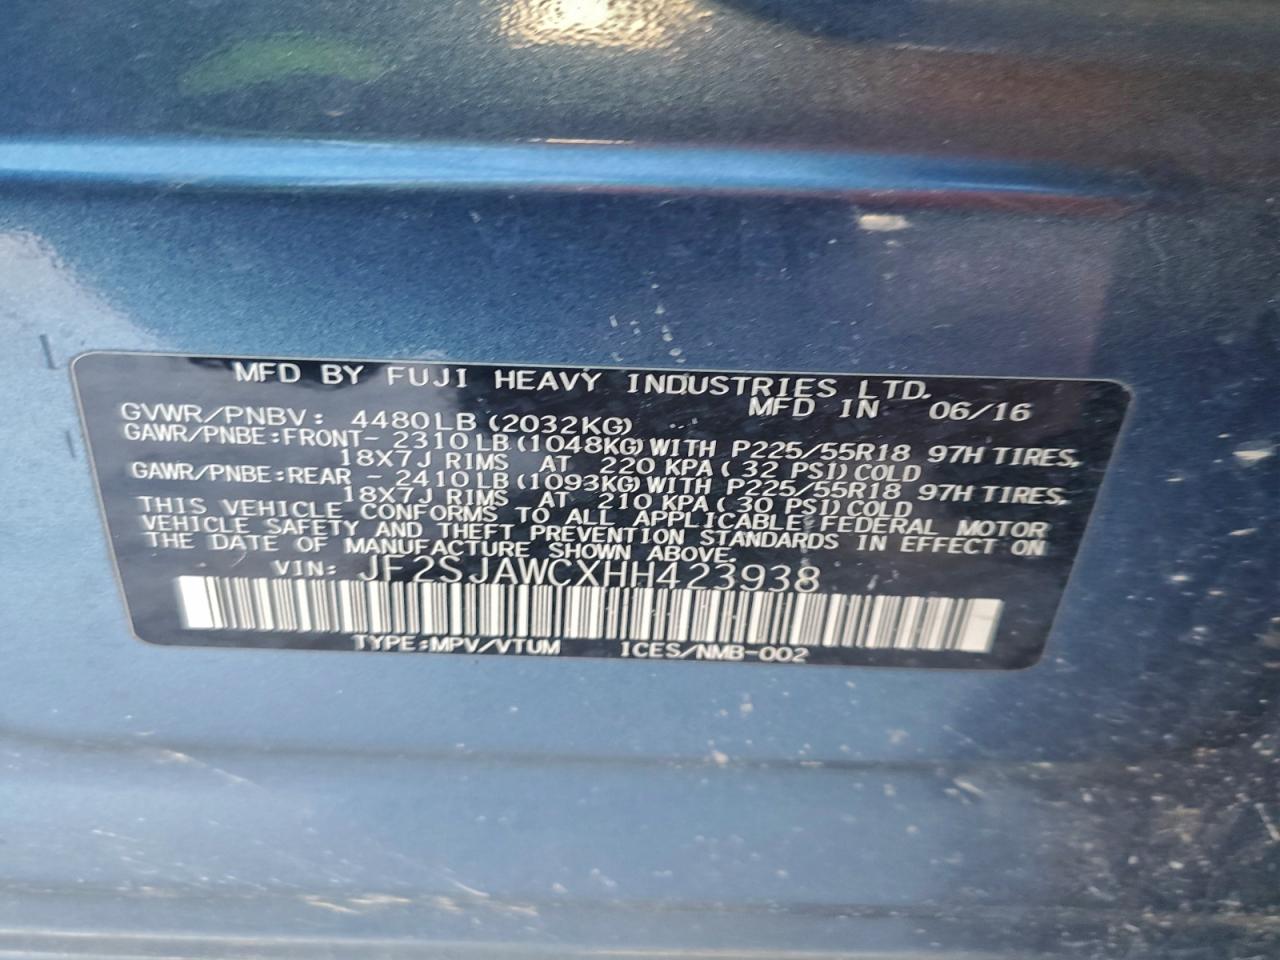 MFD BY FUJI HEAVY INDUSTRIES LTD.
MFD IN 06/16
GVWR/PNBV: 4480LB (2032KG)
GAWR/PNBE:FRONT- 2310LB(1048KG)WITH P225/55R18 97H TIRES,
18X7J RIMS AT 220 KPA( 32 PSI)COLD
GAWR/PNBE:REAR - 2410LB(1093KG)WITH P225/55R18 97H TIRES,
18X7J RIMS AT 210 KPA( 30 PSI)COLD
THIS VEHICLE CONFORMS TO ALL APPLICABLE FEDERAL MOTOR
VEHICLE SAFETY AND THEFT PREVENTION STANDARDS IN EFFECT ON
THE DATE OF MANUFACTURE SHOWN ABOVE.
VIN: JF2SJAWCXHH423938
TYPE:MPV/VTUM ICES/NMB-002